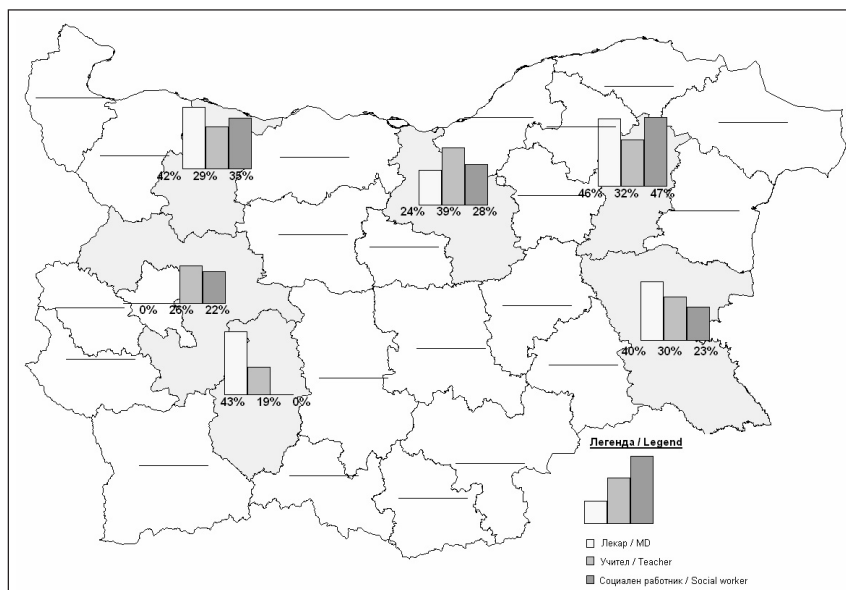 42% 29% 35%
24% 39% 28%
46% 32% 47%
0% 26% 22%
40% 30% 23%
43% 19% 0%
Легенда / Legend
Лекар / MD
Учител / Teacher
Социален работник / Social worker